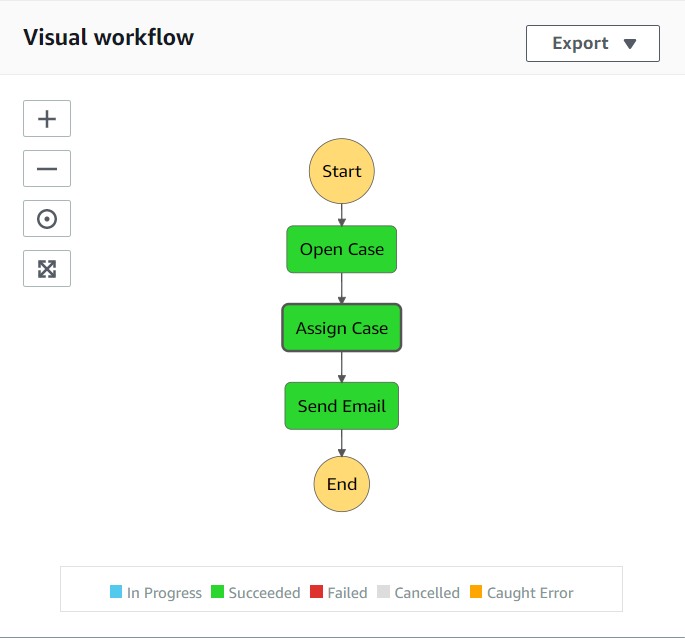 Visual workflow
Export
Start
Open Case
Assign Case
Send Email
End
In Progress Succeeded Failed Cancelled Caught Error